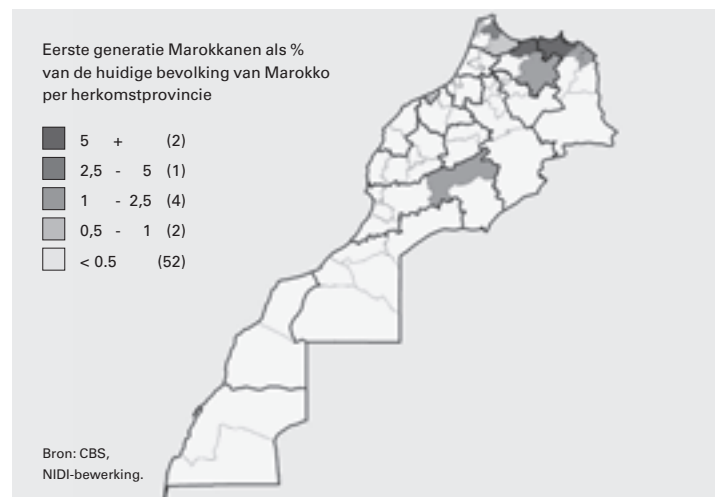 Eerste generatie Marokkanen als %
van de huidige bevolking van Marokko
per herkomstprovincie
5 + (2)
2,5 - 5 (1)
1 - 2,5 (4)
0,5 - 1 (2)
< 0.5 (52)
Bron: CBS,
NIDI-bewerking.